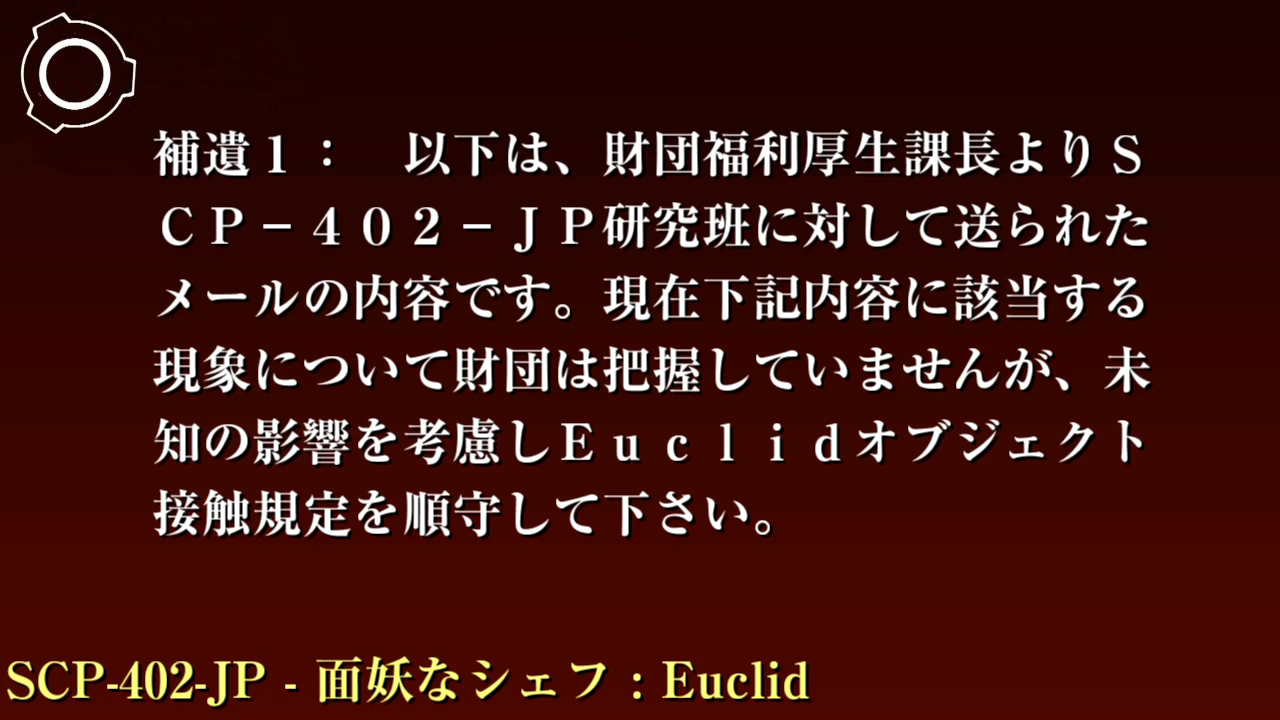 補遺１：　以下は、財団福利厚生課長よりＳ
ＣＰ－４０２－ＪＰ研究班に対して送られた
メールの内容です。現在下記内容に該当する
現象について財団は把握していませんが、未
知の影響を考慮しＥｕｃｌｉｄオブジェクト
接触規定を順守して下さい。
SCP-402-JP - 面妖なシェフ : Euclid